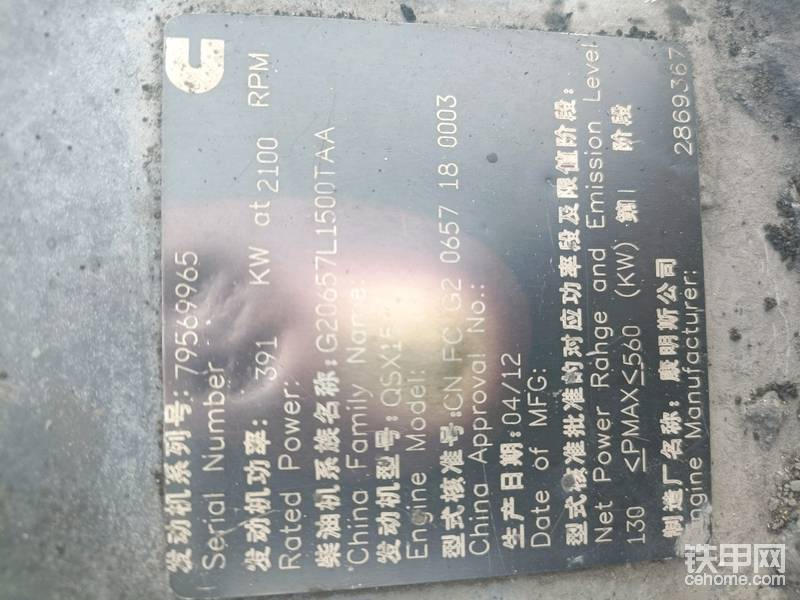 发动机系列号: 79569965
Serial Number
发动机功率: 391 KW at 2100 RPM
Rated Power:
柴油机系族名称: G20657L1500TAA
China Family Name:
发动机型号: QSX15
Engine Model:
型式核准号: CN FC G2 0657 18 0003
China Approval No.:
生产日期: 04/12
Date of MFG:
型式核准批准的对应功率段及限值阶段:
Net Power Range and Emission Level
130 ≤PMAX≤560 (KW) 阶段
制造厂名称: 康明斯公司 2869367
Engine Manufacturer:
铁甲网
cehome.com